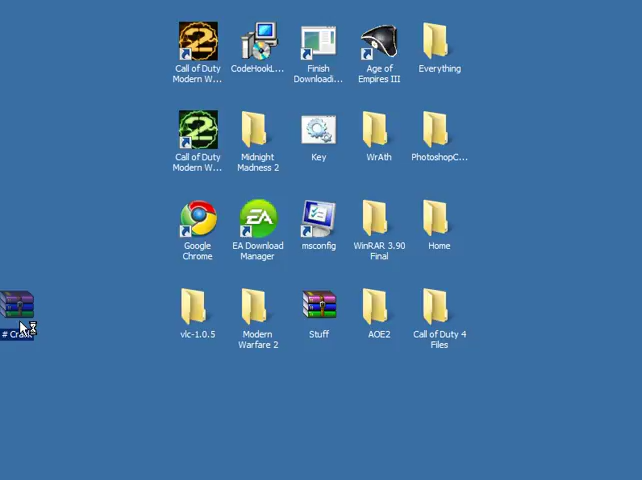 Call of Duty
Modern W...
CodeHookL...
Finish
Downloadi...
Age of
Empires III
Everything
Call of Duty
Modern W...
Midnight
Madness 2
Key
WrAth
PhotoshopC...
Google
Chrome
EA Download
Manager
msconfig
WinRAR 3.90
Final
Home
vlc-1.0.5
Modern
Warfare 2
Stuff
AOE2
Call of Duty 4
Files